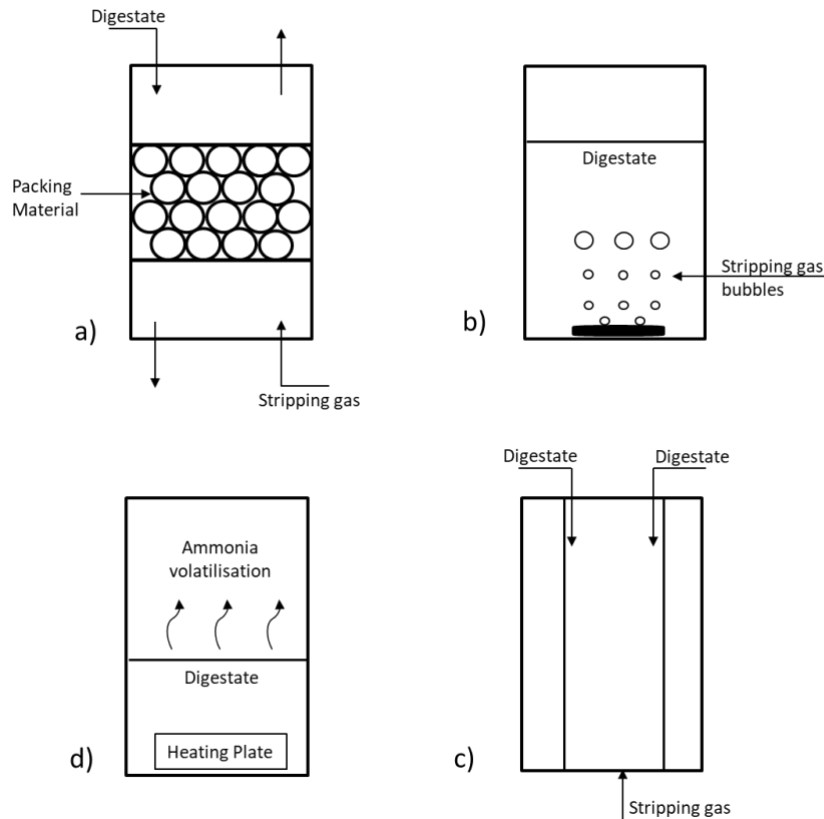 Digestate
Packing
Material
a)
Stripping gas
Digestate
Stripping gas
bubbles
b)
Ammonia
volatilisation
Digestate
Heating Plate
d)
Digestate
Digestate
c)
Stripping gas